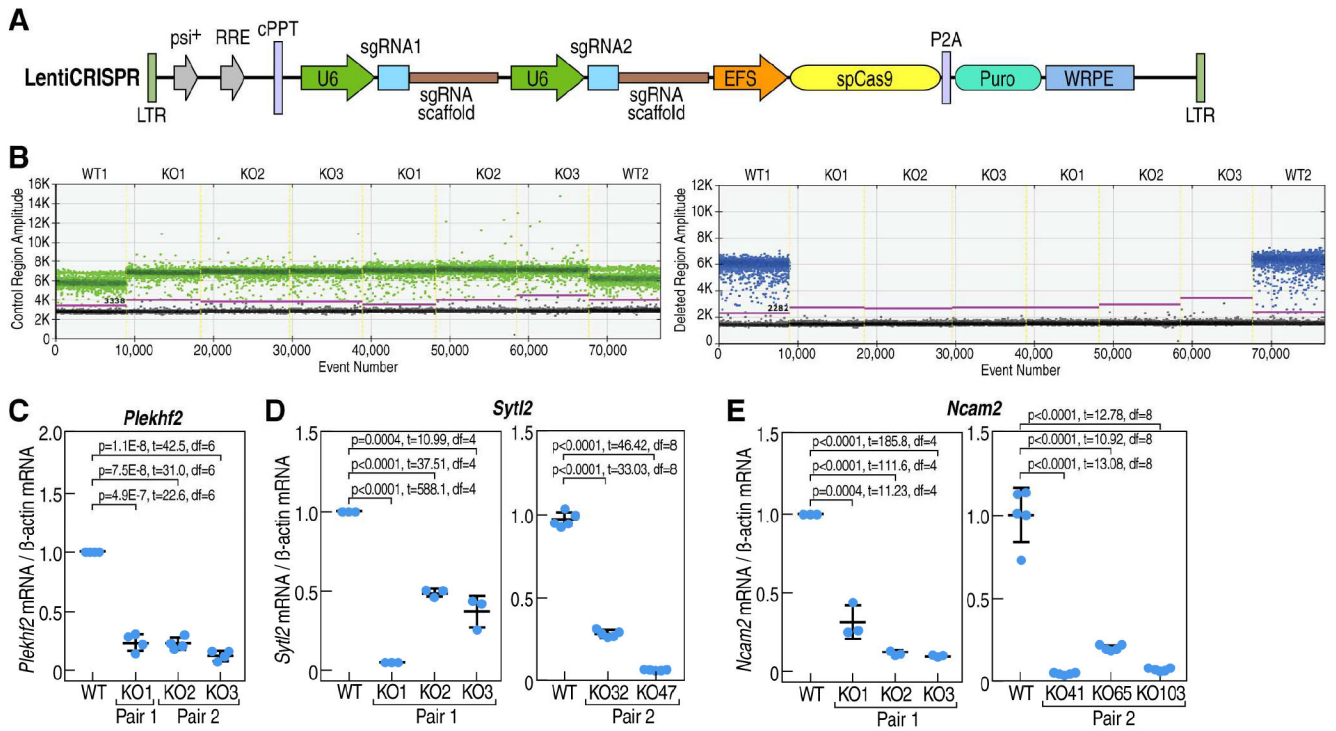 A
LentiCRISPR
LTR
psi+
RRE
cPPT
U6
sgRNA1
sgRNA
scaffold
U6
sgRNA2
sgRNA
scaffold
EFS
spCas9
P2A
Puro
WRPE
LTR
B
WT1 KO1 KO2 KO3 KO1 KO2 KO3 WT2
Control Region Amplitude
16K
14K
12K
10K
8K
6K
4K
2K
0
3338
0 10,000 20,000 30,000 40,000 50,000 60,000 70,000
Event Number
WT1 KO1 KO2 KO3 KO1 KO2 KO3 WT2
Deleted Region Amplitude
12K
10K
8K
6K
4K
2K
0
2282
0 10,000 20,000 30,000 40,000 50,000 60,000 70,000
Event Number
C
Plekhf2
Plekhf2 mRNA / ß-actin mRNA
2.0
1.5
1.0
0.5
0
p=1.1E-8, t=42.5, df=6
p=7.5E-8, t=31.0, df=6
p=4.9E-7, t=22.6, df=6
WT KO1 KO2 KO3
Pair 1 Pair 2
D
Sytl2
Sytl2 mRNA / ß-actin mRNA
1.5
1.0
0.5
0
p=0.0004, t=10.99, df=4
p<0.0001, t=37.51, df=4
p<0.0001, t=588.1, df=4
WT KO1 KO2 KO3
Pair 1
1.5
1.0
0.5
0
p<0.0001, t=46.42, df=8
p<0.0001, t=33.03, df=8
WT KO32 KO47
Pair 2
E
Ncam2
Ncam2 mRNA / ß-actin mRNA
1.5
1.0
0.5
0
p<0.0001, t=185.8, df=4
p<0.0001, t=111.6, df=4
p=0.0004, t=11.23, df=4
WT KO1 KO2 KO3
Pair 1
1.5
1.0
0.5
0
p<0.0001, t=12.78, df=8
p<0.0001, t=10.92, df=8
p<0.0001, t=13.08, df=8
WT KO41 KO65 KO103
Pair 2